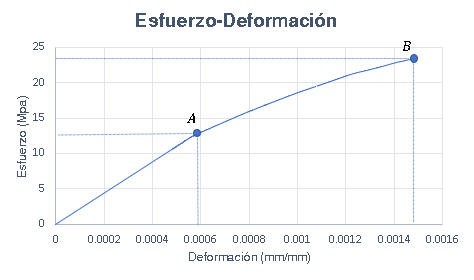 Esfuerzo-Deformación
Esfuerzo (Mpa)
25
20
15
10
5
0
A
B
0 0.0002 0.0004 0.0006 0.0008 0.001 0.0012 0.0014 0.0016
Deformación (mm/mm)